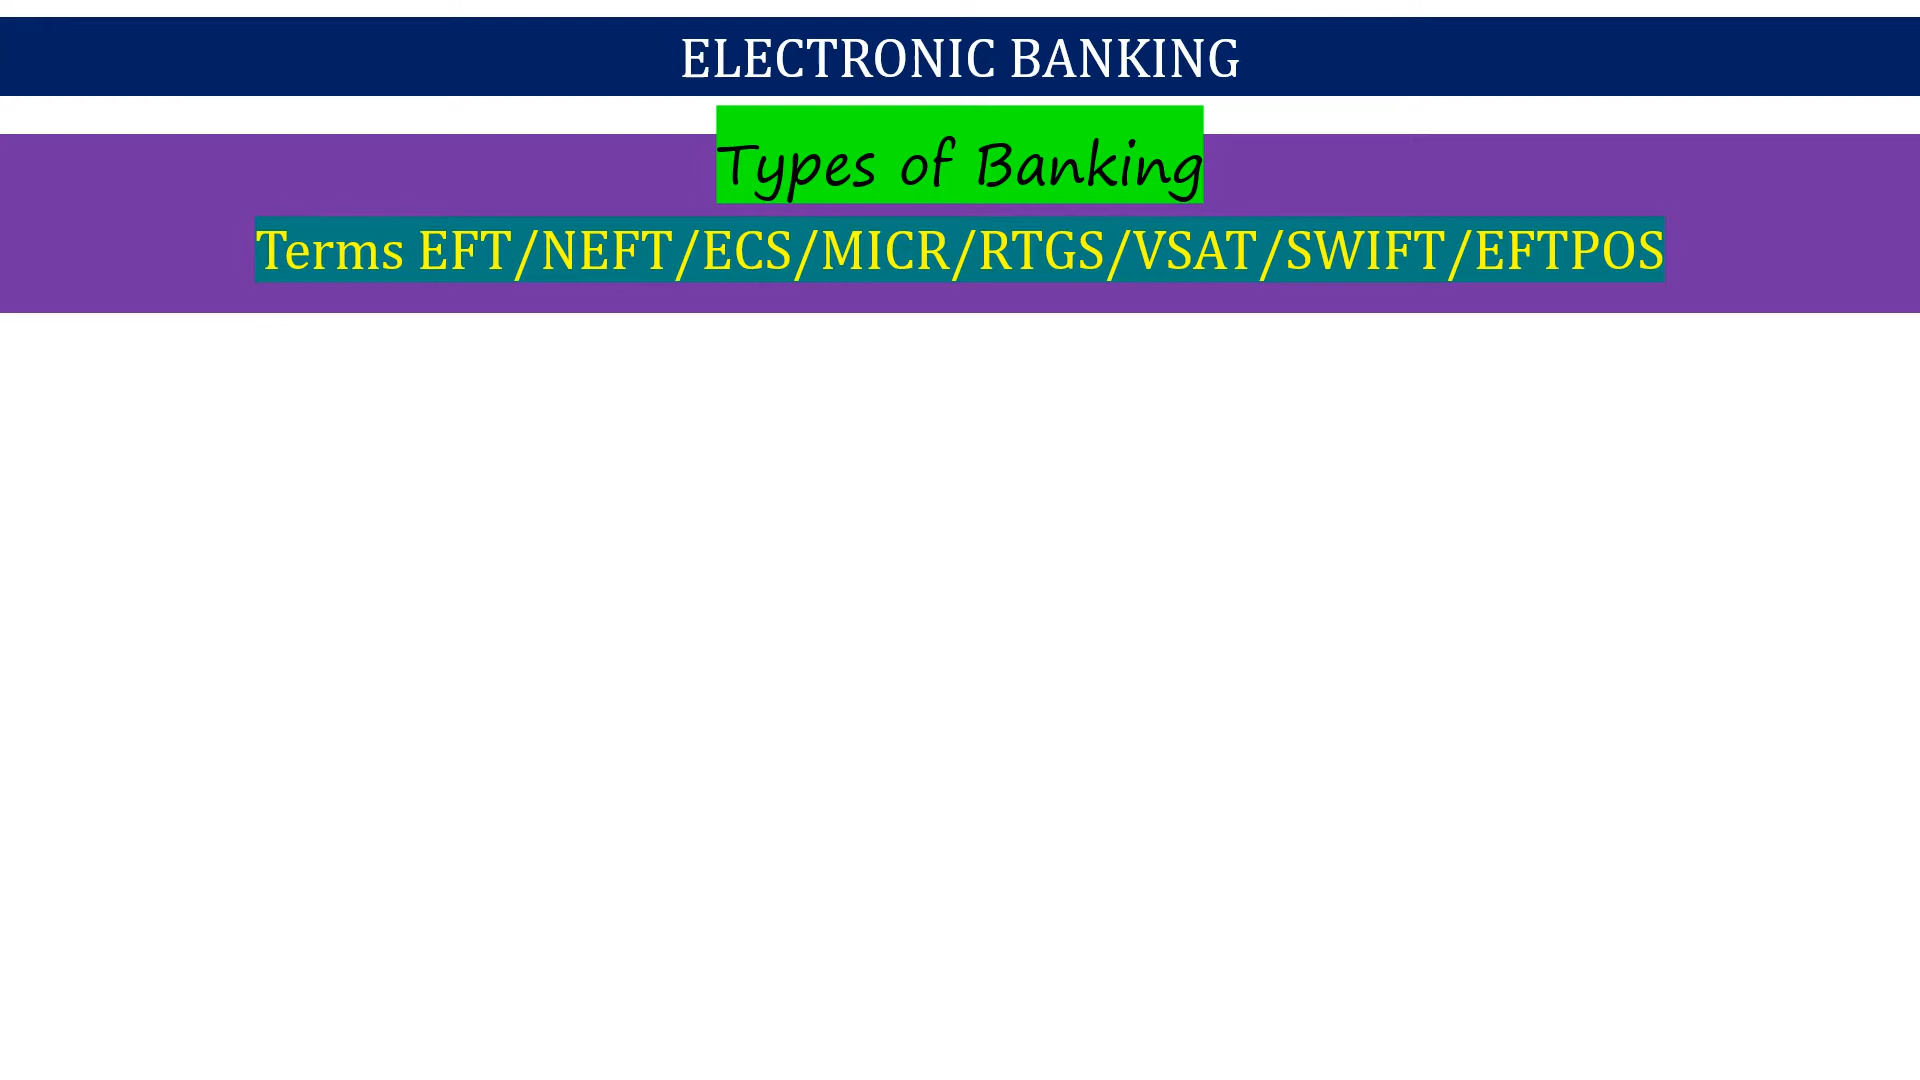 ELECTRONIC BANKING
Types of Banking
Terms EFT/NEFT/ECS/MICR/RTGS/VSAT/SWIFT/EFTPOS